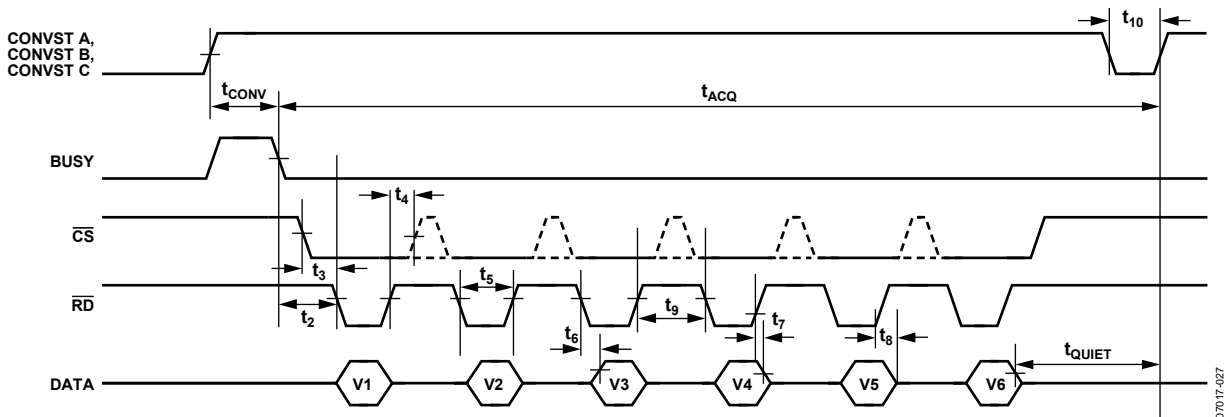 t10
CONVST A,
CONVST B,
CONVST C
tCONV
tACQ
BUSY
t4
CS
t3
t5
RD
t2
t9
t6
t7
t8
tQUIET
DATA
V1
V2
V3
V4
V5
V6
07017-027